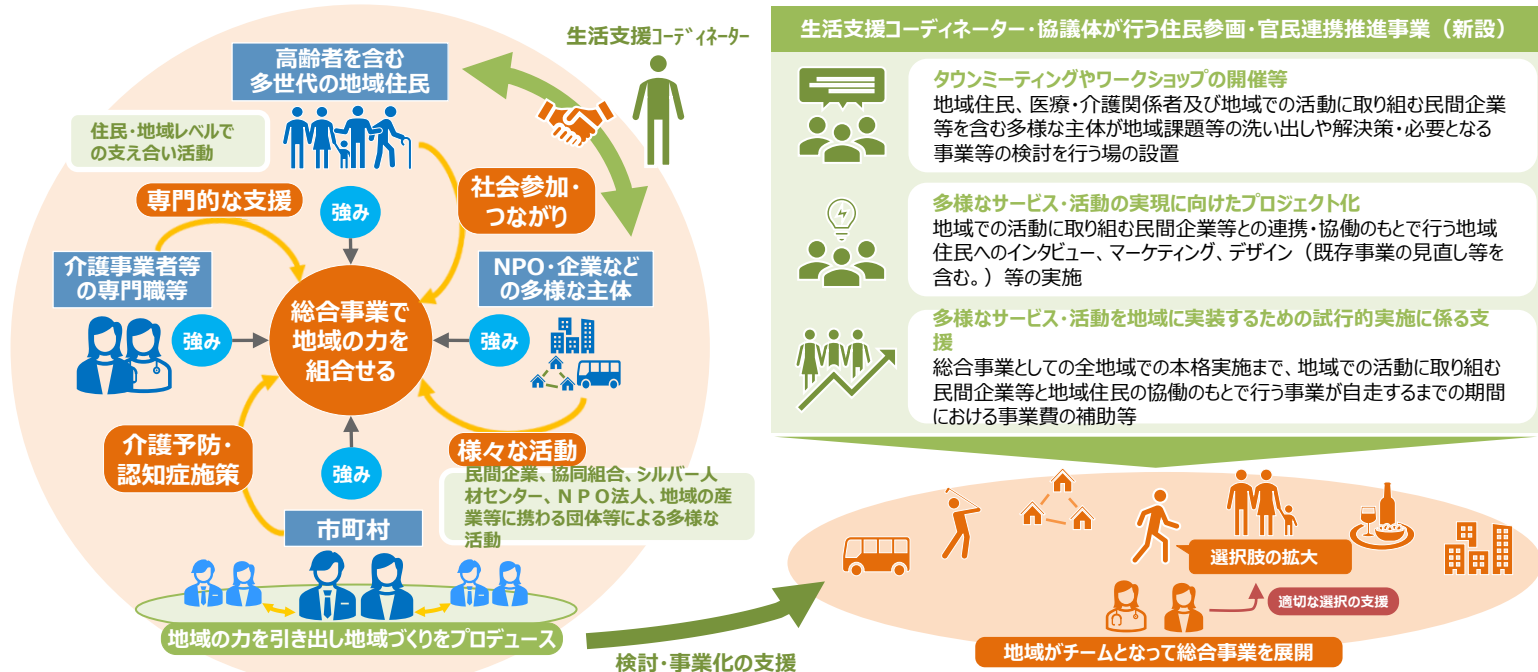 生活支援コーディネーター
高齢者を含む
多世代の地域住民
住民・地域レベルで
の支え合い活動
専門的な支援
強み
社会参加・
つながり
介護事業者等
の専門職等
強み
総合事業で
地域の力を
組合せる
強み
NPO・企業など
の多様な主体
介護予防・
認知症施策
強み
様々な活動
民間企業、協同組合、シルバー人
材センター、ＮＰＯ法人、地域の産
業等に携わる団体等による多様な
活動
市町村
地域の力を引き出し地域づくりをプロデュース
検討・事業化の支援
生活支援コーディネーター・協議体が行う住民参画・官民連携推進事業（新設）
タウンミーティングやワークショップの開催等
地域住民、医療・介護関係者及び地域での活動に取り組む民間企業
等を含む多様な主体が地域課題等の洗い出しや解決策・必要となる
事業等の検討を行う場の設置
多様なサービス・活動の実現に向けたプロジェクト化
地域での活動に取り組む民間企業等との連携・協働のもとで行う地域
住民へのインタビュー、マーケティング、デザイン（既存事業の見直し等を
含む。）等の実施
多様なサービス・活動を地域に実装するための試行的実施に係る支
援
総合事業としての全地域での本格実施まで、地域での活動に取り組む
民間企業等と地域住民の協働のもとで行う事業が自走するまでの期間
における事業費の補助等
選択肢の拡大
適切な選択の支援
地域がチームとなって総合事業を展開